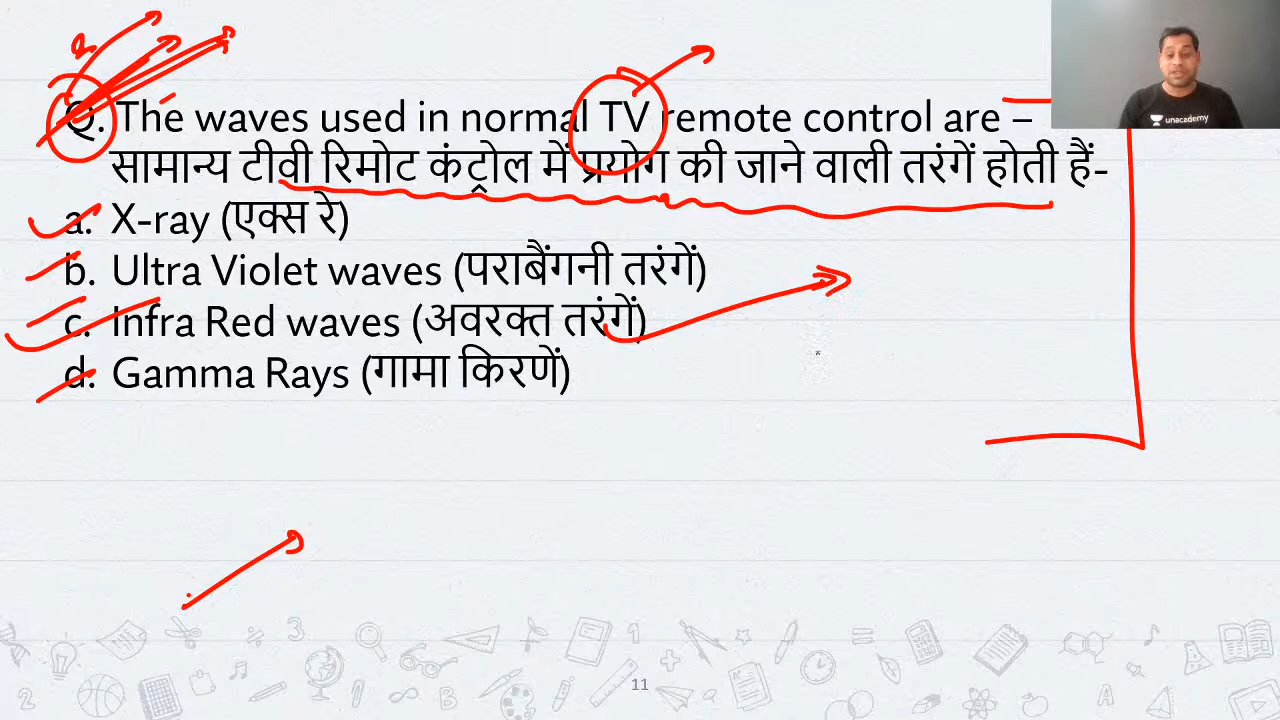 Q. The waves used in normal TV remote control are –
सामान्य टीवी रिमोट कंट्रोल में प्रयोग की जाने वाली तरंगें होती हैं-
a. X-ray (एक्स रे)
b. Ultra Violet waves (पराबैंगनी तरंगें)
c. Infra Red waves (अवरक्त तरंगें)
d. Gamma Rays (गामा किरणें)
unacademy
11